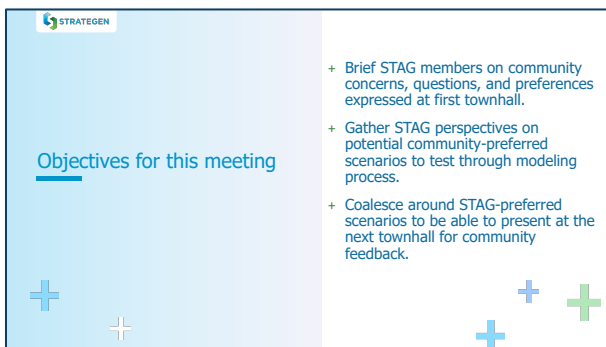 STRATEGEN
Objectives for this meeting
+ Brief STAG members on community
concerns, questions, and preferences
expressed at first townhall.
+ Gather STAG perspectives on
potential community-preferred
scenarios to test through modeling
process.
+ Coalesce around STAG-preferred
scenarios to be able to present at the
next townhall for community
feedback.